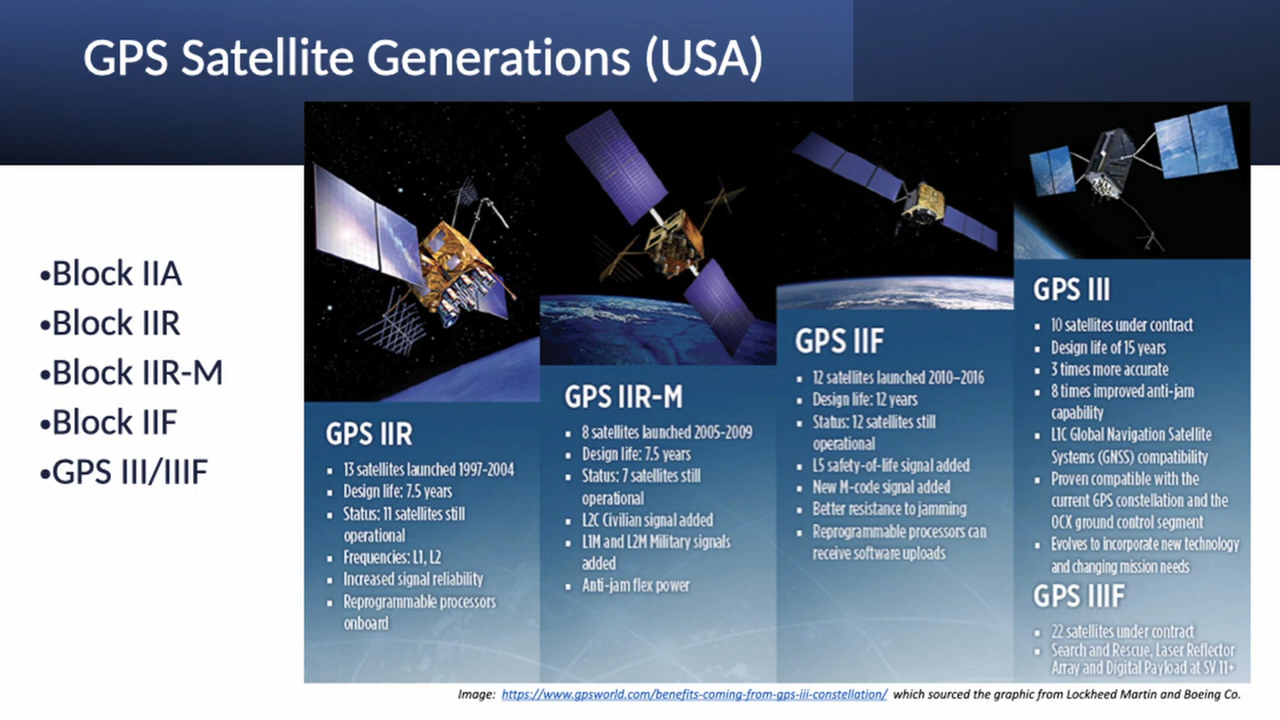 GPS Satellite Generations (USA)
•Block IIA
•Block IIR
•Block IIR-M
•Block IIF
•GPS III/IIIF
GPS IIR
▪ 13 satellites launched 1997-2004
▪ Design life: 7.5 years
▪ Status: 11 satellites still
operational
▪ Frequencies: L1, L2
▪ Increased signal reliability
▪ Reprogrammable processors
onboard
GPS IIR-M
▪ 8 satellites launched 2005-2009
▪ Design life: 7.5 years
▪ Status: 7 satellites still
operational
▪ L2C Civilian signal added
▪ L1M and L2M Military signals
added
▪ Anti-jam flex power
GPS IIF
▪ 12 satellites launched 2010–2016
▪ Design life: 12 years
▪ Status: 12 satellites still
operational
▪ L5 safety-of-life signal added
▪ New M-code signal added
▪ Better resistance to jamming
▪ Reprogrammable processors can
receive software uploads
GPS III
▪ 10 satellites under contract
▪ Design life of 15 years
▪ 3 times more accurate
▪ 8 times improved anti-jam
capability
▪ L1C Global Navigation Satellite
Systems (GNSS) compatibility
▪ Proven compatible with the
current GPS constellation and the
OCX ground control segment
▪ Evolves to incorporate new technology
and changing mission needs
GPS IIIF
▪ 22 satellites under contract
▪ Search and Rescue, Laser Reflector
Array and Digital Payload at SV 11+
Image: https://www.gpsworld.com/benefits-coming-from-gps-iii-constellation/ which sourced the graphic from Lockheed Martin and Boeing Co.